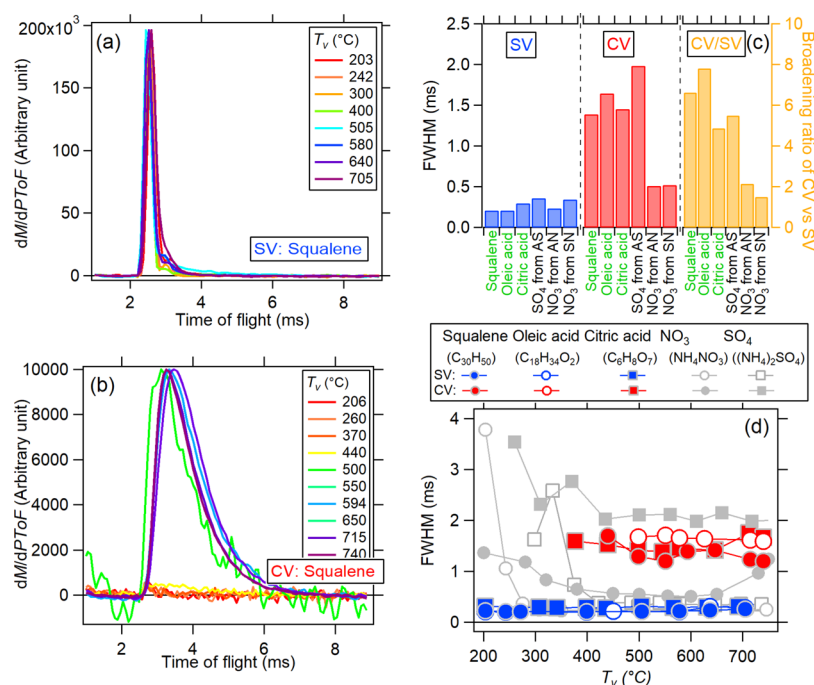 (a)
T_v (°C)
203
242
300
400
505
580
640
705
SV: Squalene
200x10³
150
100
50
0
dM/dPToF (Arbitrary unit)
2
4
6
8
Time of flight (ms)
(b)
T_v (°C)
206
260
370
440
500
550
594
650
715
740
CV: Squalene
10000
8000
6000
4000
2000
0
dM/dPToF (Arbitrary unit)
2
4
6
8
Time of flight (ms)
SV
CV
CV/SV
(c)
2.5
2.0
1.5
1.0
0.5
0.0
FWHM (ms)
10
8
6
4
2
0
Broadening ratio of CV vs SV
Squalene
Oleic acid
Citric acid
SO₄ from AS
NO₃ from AN
NO₃ from SN
Squalene
Oleic acid
Citric acid
SO₄ from AS
NO₃ from AN
NO₃ from SN
Squalene
Oleic acid
Citric acid
SO₄ from AS
NO₃ from AN
NO₃ from SN
Squalene Oleic acid Citric acid NO₃ SO₄
(C₃₀H₅₀) (C₁₈H₃₄O₂) (C₆H₈O₇) (NH₄NO₃) ((NH₄)₂SO₄)
SV:
CV:
(d)
4
3
2
1
0
FWHM (ms)
200
300
400
500
600
700
T_v (°C)